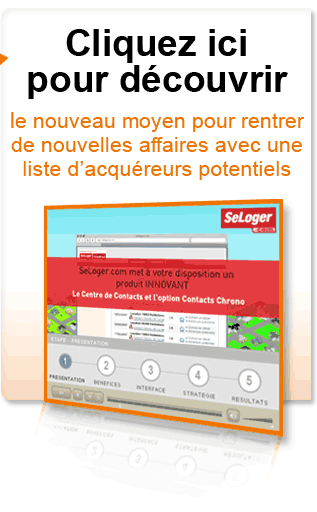 Cliquez ici
pour découvrir
le nouveau moyen pour rentrer
de nouvelles affaires avec une
liste d'acquéreurs potentiels
SeLoger
SeLoger.com met à votre disposition un
produit INNOVANT
Le Centre de Contacts et l'option Contacts Chrono
ETAPE : PRESENTATION
1
2
3
4
5
PRESENTATION
BENEFICES
INTERFACE
STRATEGIE
RESULTATS